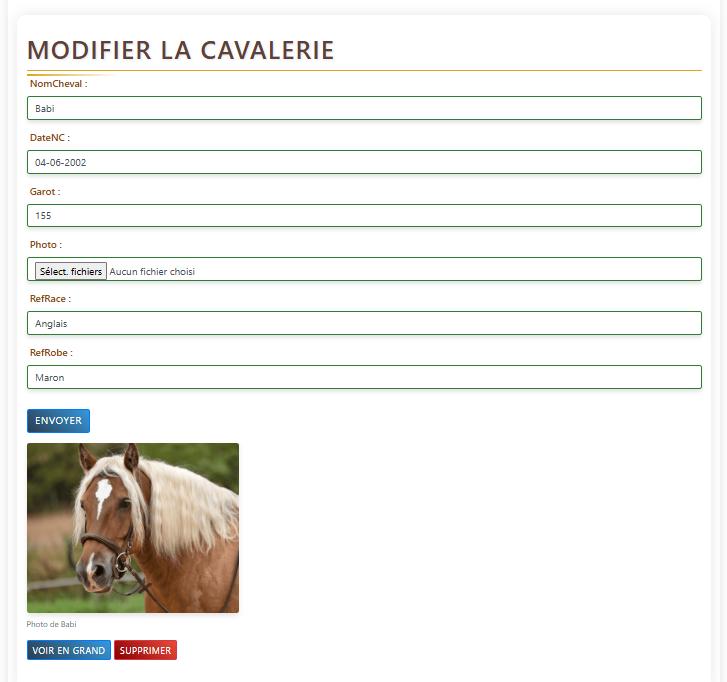 MODIFIER LA CAVALERIE
NomCheval :
Babi
DateNC :
04-06-2002
Garot :
155
Photo :
Sélect. fichiers Aucun fichier choisi
RefRace :
Anglais
RefRobe :
Maron
ENVOYER
Photo de Babi
VOIR EN GRAND SUPPRIMER